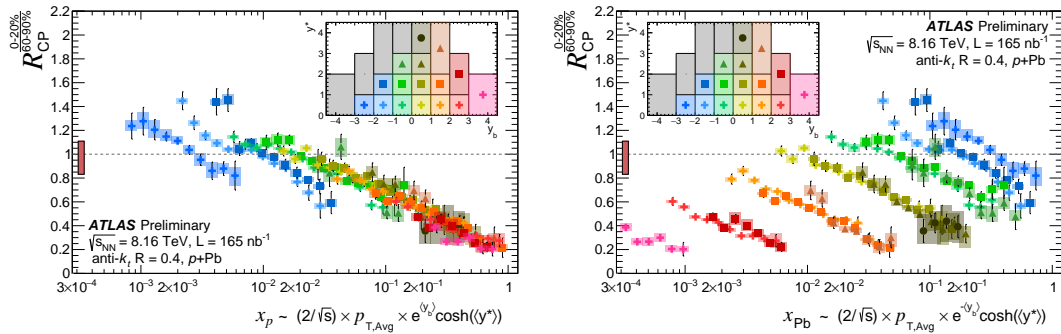 R_CP^{0-20%/60-90%}
2.2
2
1.8
1.6
1.4
1.2
1
0.8
0.6
0.4
0.2
0
y*
4
3
2
1
0
−4 −3 −2 −1 0 1 2 3 4
y_b
ATLAS Preliminary
√s_NN = 8.16 TeV, L = 165 nb⁻¹
anti-k_t R = 0.4, p+Pb
3×10⁻⁴ 10⁻³ 2×10⁻³ 10⁻² 2×10⁻² 10⁻¹ 2×10⁻¹ 1
x_p ~ (2/√s) × p_{T,Avg} × e^{⟨y_b⟩} cosh(⟨y*⟩)
R_CP^{0-20%/60-90%}
2.2
2
1.8
1.6
1.4
1.2
1
0.8
0.6
0.4
0.2
0
y*
4
3
2
1
0
−4 −3 −2 −1 0 1 2 3 4
y_b
ATLAS Preliminary
√s_NN = 8.16 TeV, L = 165 nb⁻¹
anti-k_t R = 0.4, p+Pb
3×10⁻⁴ 10⁻³ 2×10⁻³ 10⁻² 2×10⁻² 10⁻¹ 2×10⁻¹ 1
x_Pb ~ (2/√s) × p_{T,Avg} × e^{-⟨y_b⟩} cosh(⟨y*⟩)